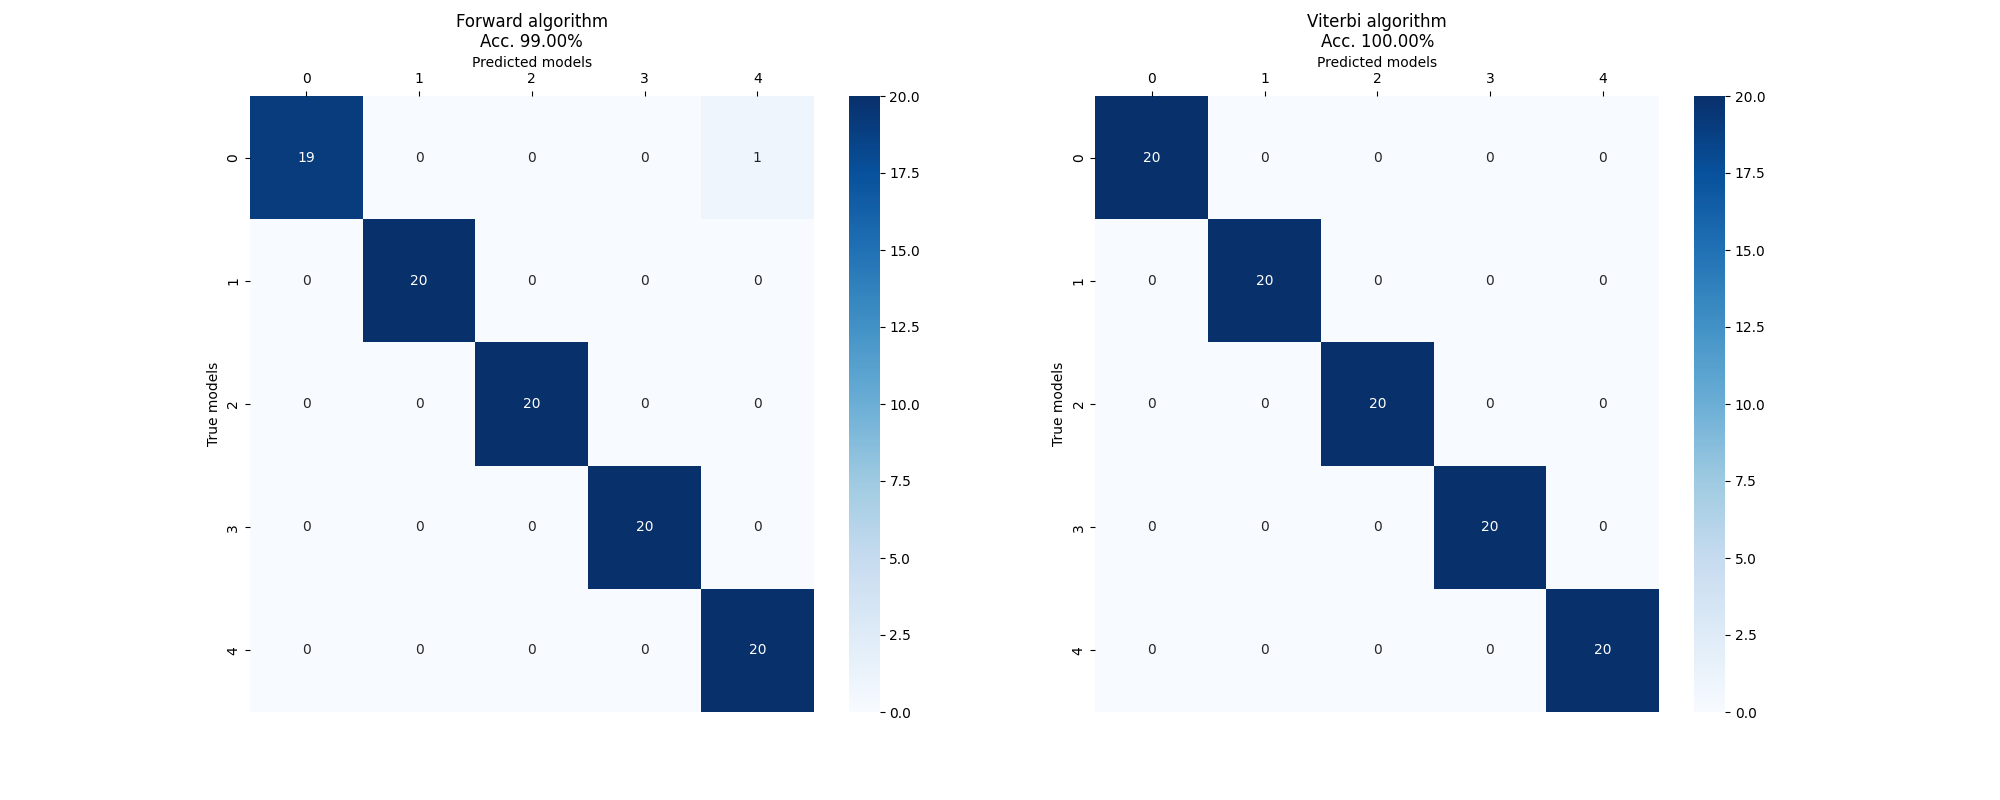 Forward algorithm
Acc. 99.00%
Predicted models
0 1 2 3 4
True models
0 19 0 0 0 1
1 0 20 0 0 0
2 0 0 20 0 0
3 0 0 0 20 0
4 0 0 0 0 20
20.0
17.5
15.0
12.5
10.0
7.5
5.0
2.5
0.0
Viterbi algorithm
Acc. 100.00%
Predicted models
0 1 2 3 4
True models
0 20 0 0 0 0
1 0 20 0 0 0
2 0 0 20 0 0
3 0 0 0 20 0
4 0 0 0 0 20
20.0
17.5
15.0
12.5
10.0
7.5
5.0
2.5
0.0